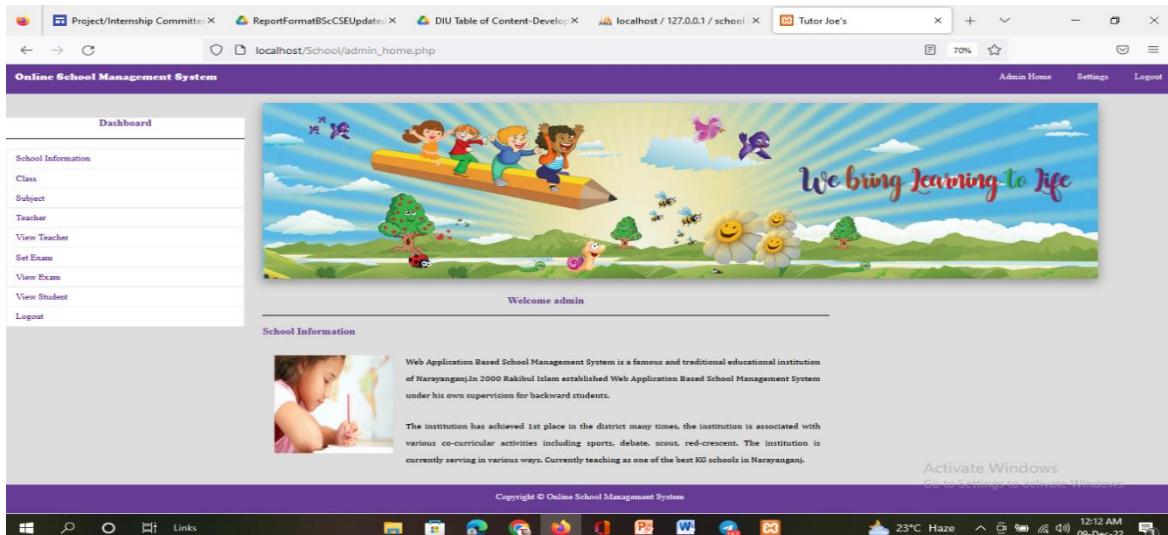 Project/Internship Committee
ReportFormatBScCSEUpdated
DIU Table of Content-Develop
localhost / 127.0.0.1 / school /
Tutor Joe's
localhost/School/admin_home.php
70%
Online School Management System
Admin Home
Settings
Logout
Dashboard
School Information
Class
Subject
Teacher
View Teacher
Set Exam
View Exam
View Student
Logout
We bring learning to life
Welcome admin
School Information
Web Application Based School Management System is a famous and traditional educational institution
of Narayanganj.In 2000 Rakibul Islam established Web Application Based School Management System
under his own supervision for backward students.
The institution has achieved 1st place in the district many times, the institution is associated with
various co-curricular activities including sports, debate, scout, red-crescent. The institution is
currently serving in various ways. Currently teaching as one of the best KG schools in Narayanganj.
Activate Windows
Go to Settings to activate Windows.
Copyright © Online School Management System
Links
23°C Haze
12:12 AM
09-Dec-22